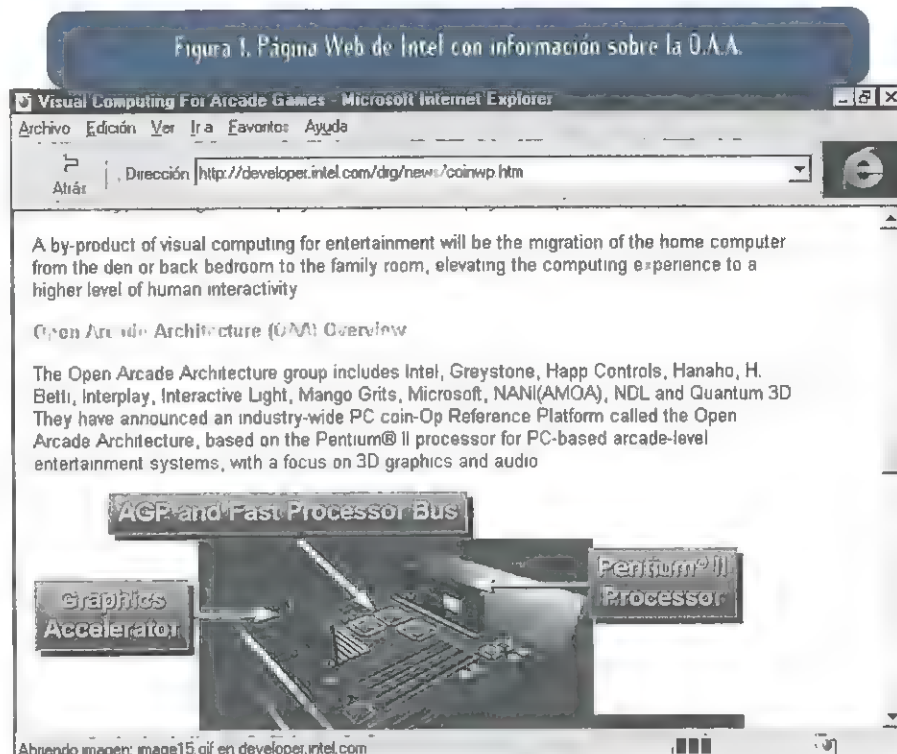 Figura 1. Página Web de Intel con información sobre la O.A.A.
Visual Computing For Arcade Games - Microsoft Internet Explorer
Archivo Edición Ver Ir a Favoritos Ayuda
Atrás Dirección http://developer.intel.com/drg/news/coinwp.htm
A by-product of visual computing for entertainment will be the migration of the home computer
from the den or back bedroom to the family room, elevating the computing experience to a
higher level of human interactivity
Open Arcade Architecture (OAA) Overview
The Open Arcade Architecture group includes Intel, Greystone, Happ Controls, Hanaho, H.
Betti, Interplay, Interactive Light, Mango Grits, Microsoft, NANI(AMOA), NDL and Quantum 3D
They have announced an industry-wide PC coin-Op Reference Platform called the Open
Arcade Architecture, based on the Pentium® II processor for PC-based arcade-level
entertainment systems, with a focus on 3D graphics and audio
AGP and Fast Processor Bus
Graphics
Accelerator
Pentium® II
Processor
Abriendo imagen: image15.gif en developer.intel.com